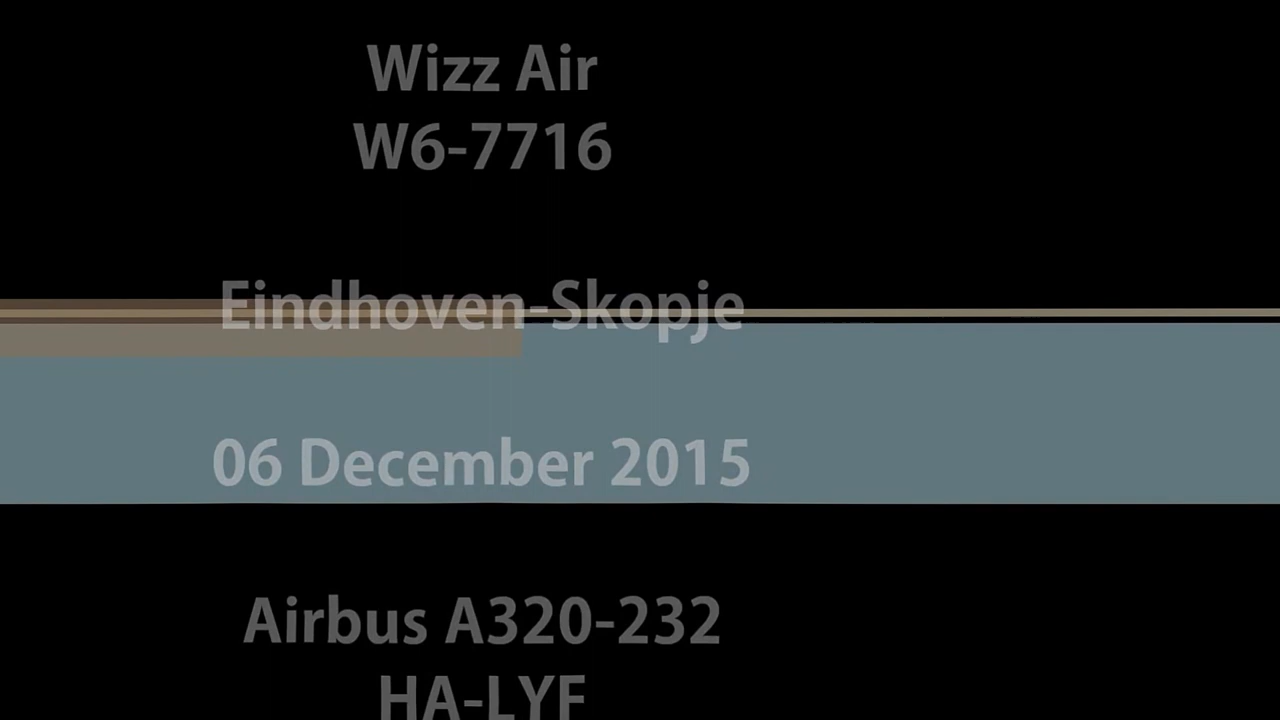 Wizz Air
W6-7716
Eindhoven-Skopje
06 December 2015
Airbus A320-232
HA-LYF